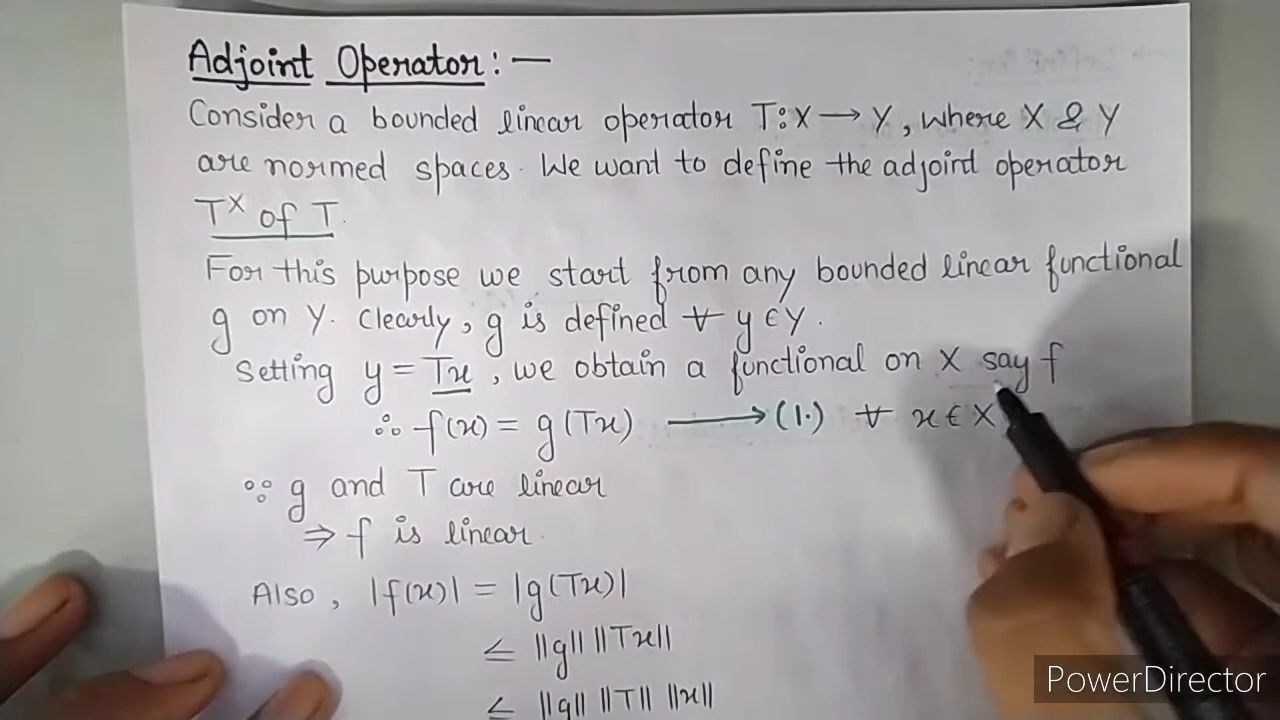 Adjoint Operator : —
Consider a bounded linear operator T : X → Y, where X & Y
are normed spaces. We want to define the adjoint operator
T^× of T.
For this purpose we start from any bounded linear functional
g on Y. Clearly, g is defined ∀ y ∈ Y.
Setting y = Tx, we obtain a functional on X say f
∴ f(x) = g(Tx) ⟶ (1.) ∀ x ∈ X
∵ g and T are linear
⇒ f is linear.
Also, |f(x)| = |g(Tx)|
≤ ||g|| ||Tx||
≤ ||g|| ||T|| ||x||
PowerDirector